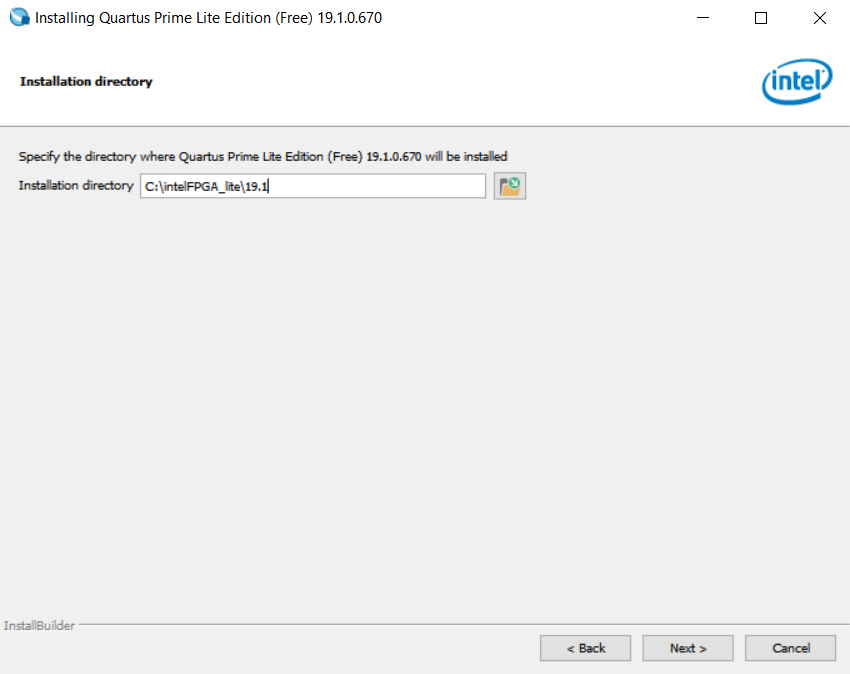 Installing Quartus Prime Lite Edition (Free) 19.1.0.670
Installation directory
intel
Specify the directory where Quartus Prime Lite Edition (Free) 19.1.0.670 will be installed
Installation directory C:\intelFPGA_lite\19.1
InstallBuilder
< Back Next > Cancel